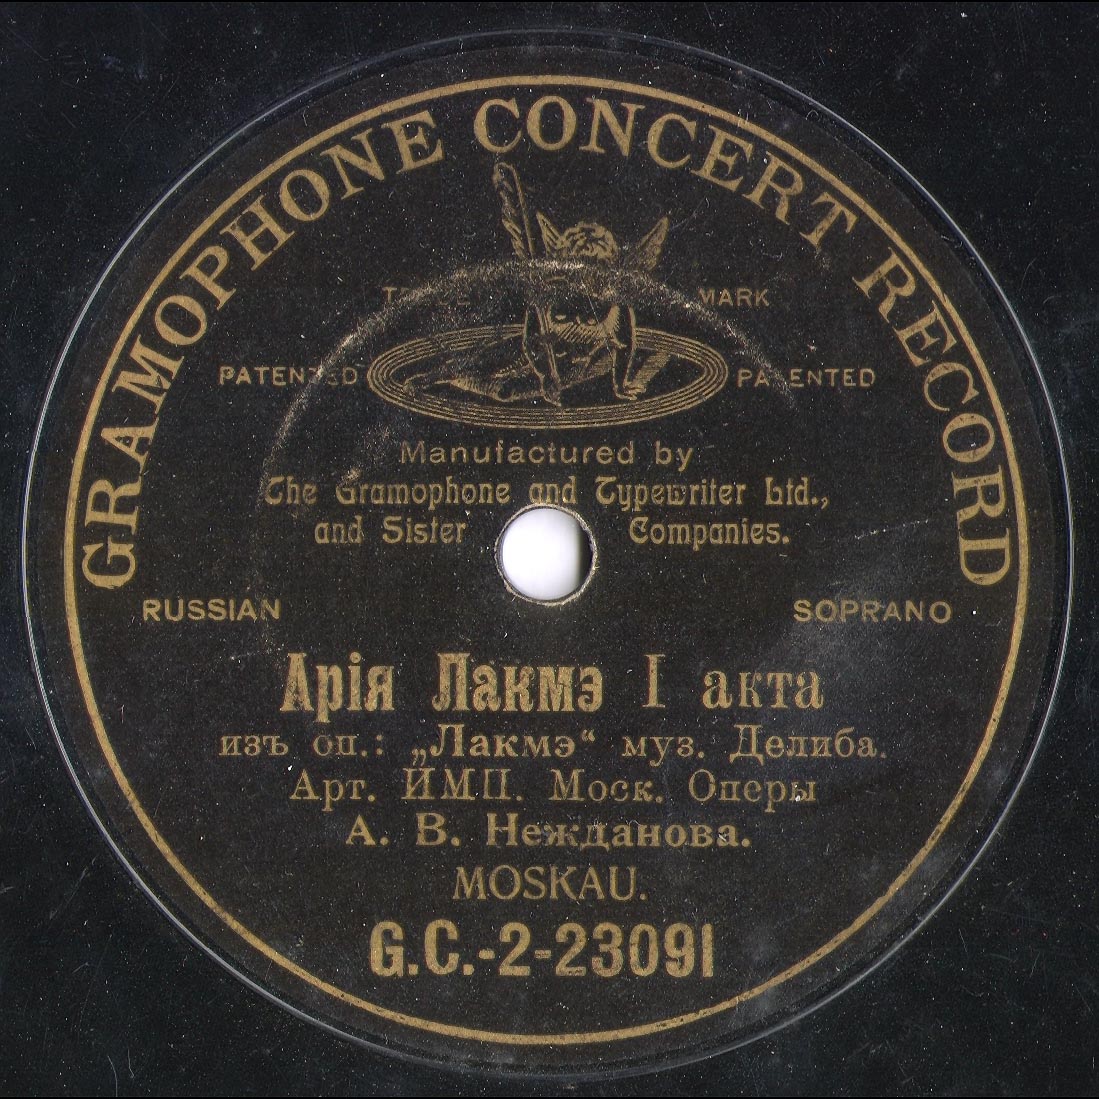 GRAMOPHONE CONCERT RECORD
TRADE MARK
PATENTED PATENTED
Manufactured by
The Gramophone and Typewriter Ltd.,
and Sister Companies.
RUSSIAN SOPRANO
Арія Лакмэ I акта
изъ оп.: „Лакмэ“ муз. Делиба.
Арт. ИМП. Моск. Оперы
А. В. Нежданова.
MOSKAU.
G.C.-2-23091